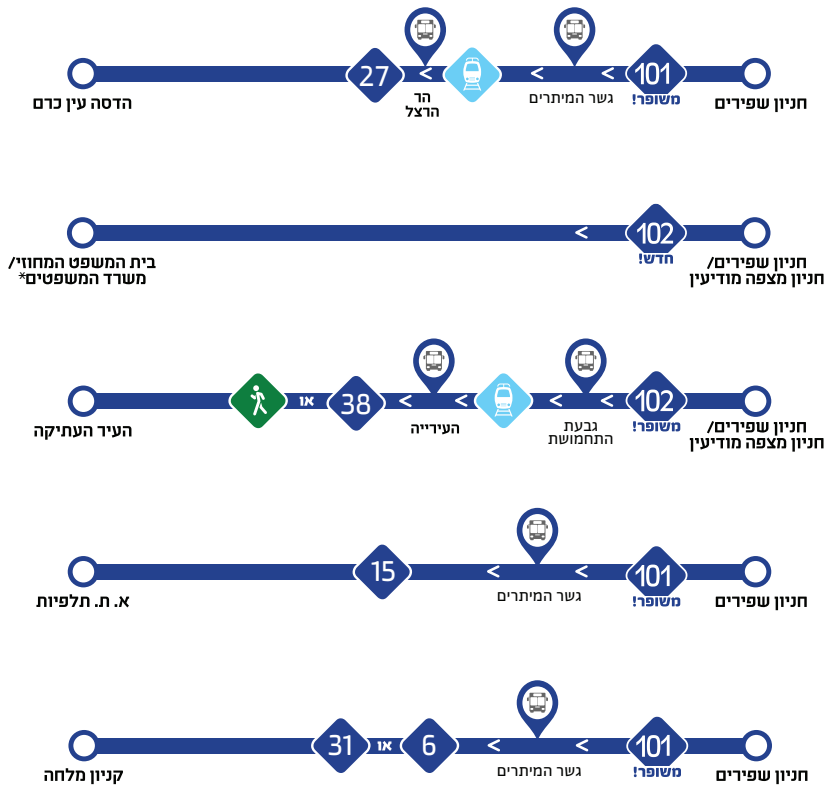 101
27
משופר!
חניון שפירים
גשר המיתרים
הר
הרצל
הדסה עין כרם
102
חדש!
חניון שפירים/
חניון מצפה מודיעין
בית המשפט המחוזי/
משרד המשפטים*
102
או
38
משופר!
חניון שפירים/
חניון מצפה מודיעין
גבעת
התחמושת
העירייה
העיר העתיקה
101
15
משופר!
חניון שפירים
גשר המיתרים
א. ת. תלפיות
101
6
או
31
משופר!
חניון שפירים
גשר המיתרים
קניון מלחה